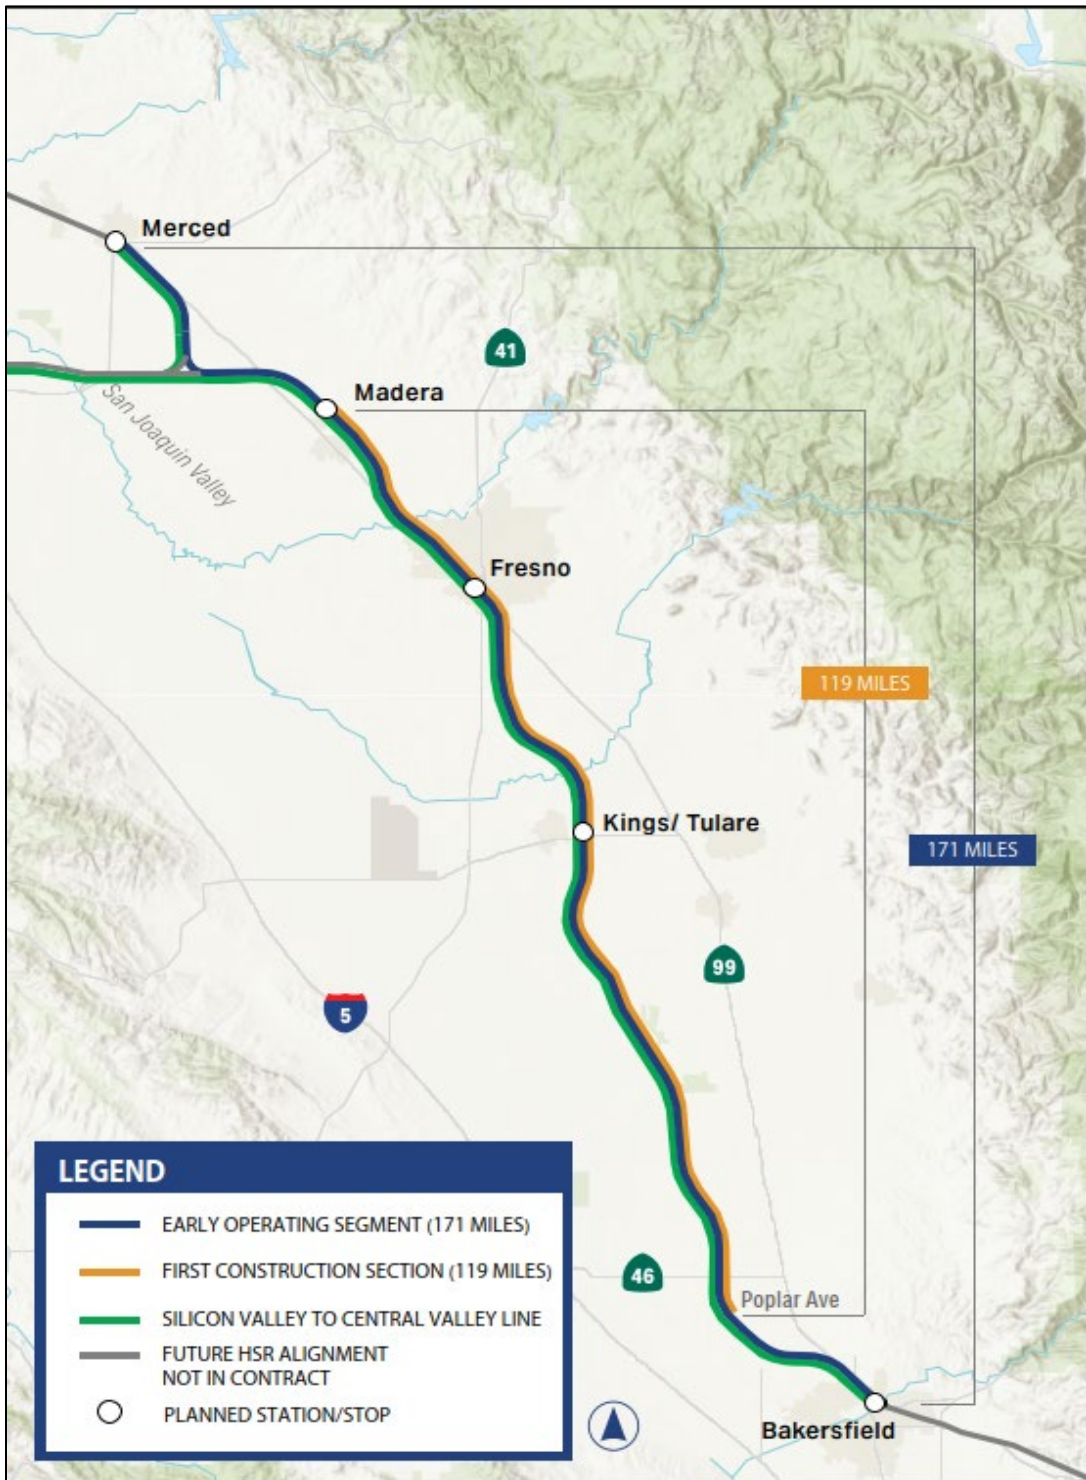 Merced
41
Madera
San Joaquin Valley
Fresno
119 MILES
Kings/ Tulare
171 MILES
99
5
LEGEND
EARLY OPERATING SEGMENT (171 MILES)
FIRST CONSTRUCTION SECTION (119 MILES)
SILICON VALLEY TO CENTRAL VALLEY LINE
FUTURE HSR ALIGNMENT
NOT IN CONTRACT
PLANNED STATION/STOP
46
Poplar Ave
Bakersfield